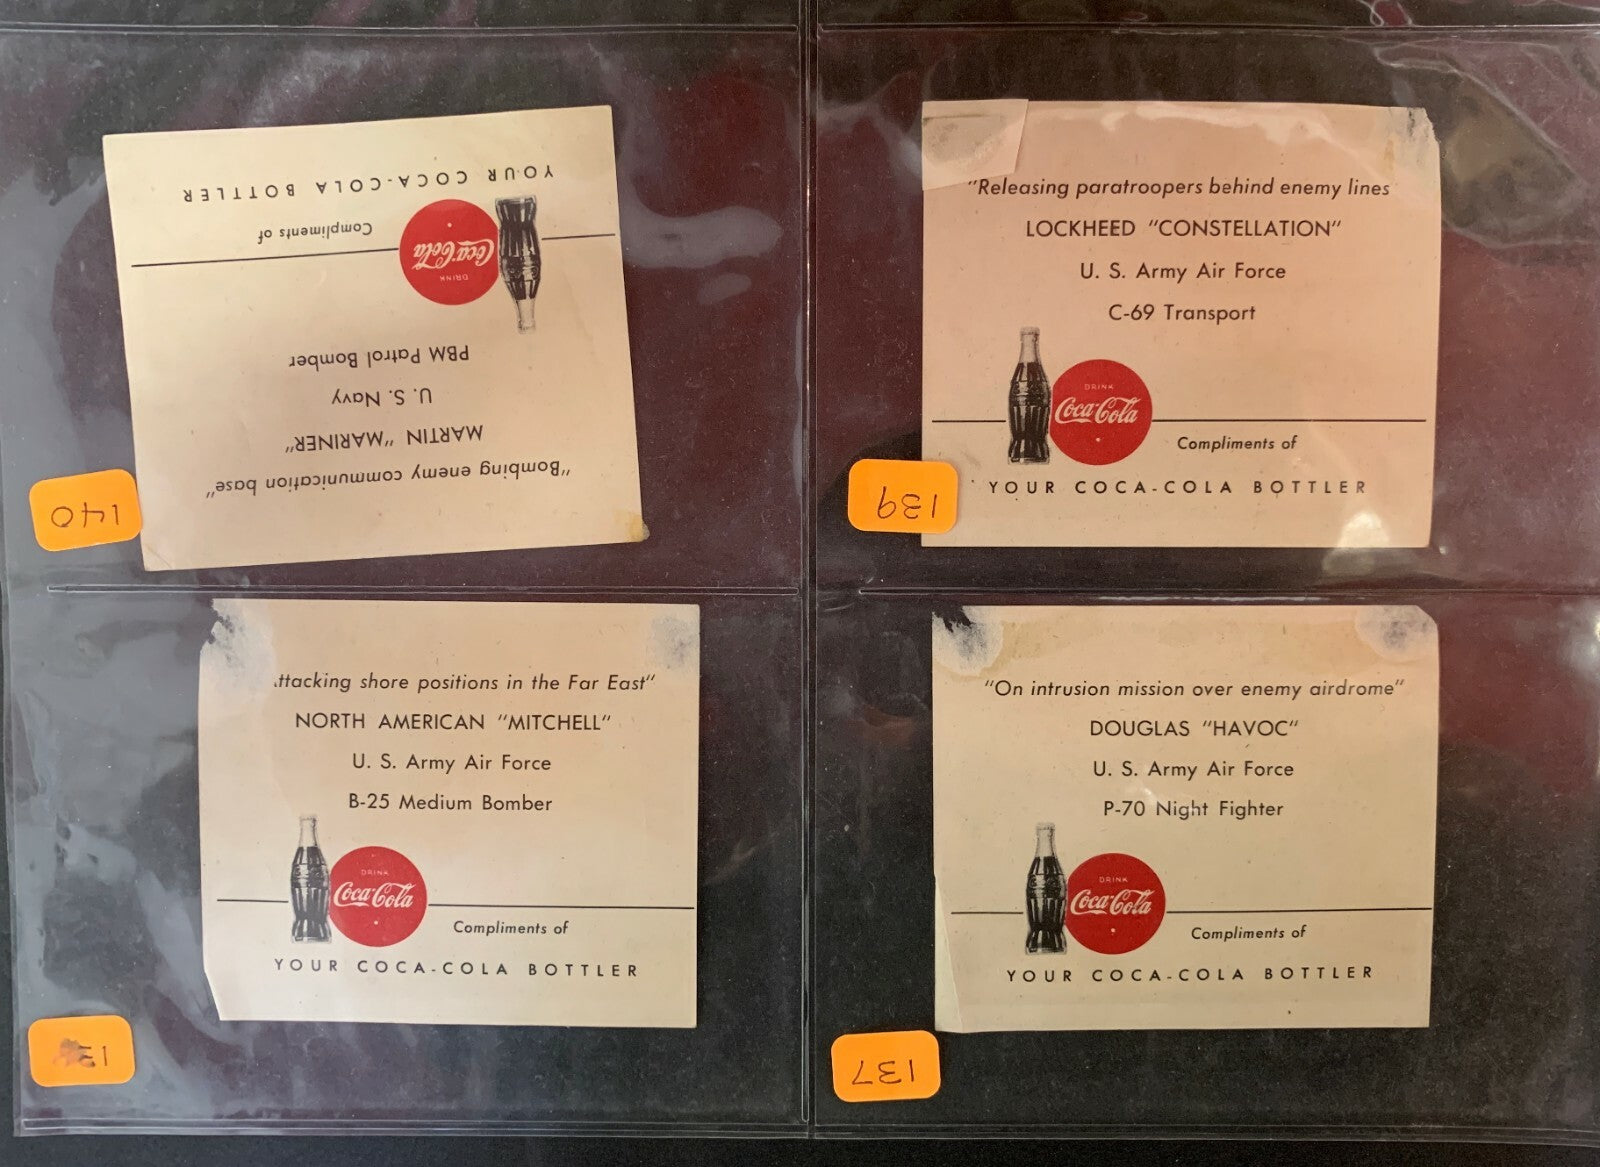 YOUR COCA-COLA BOTTLER
Compliments of
DRINK
Coca-Cola
PBM Patrol Bomber
U. S. Navy
MARTIN "MARINER"
"Bombing enemy communication base"
140
"Releasing paratroopers behind enemy lines
LOCKHEED "CONSTELLATION"
U. S. Army Air Force
C-69 Transport
DRINK
Coca-Cola
Compliments of
YOUR COCA-COLA BOTTLER
139
ttacking shore positions in the Far East"
NORTH AMERICAN "MITCHELL"
U. S. Army Air Force
B-25 Medium Bomber
DRINK
Coca-Cola
Compliments of
YOUR COCA-COLA BOTTLER
"On intrusion mission over enemy airdrome"
DOUGLAS "HAVOC"
U. S. Army Air Force
P-70 Night Fighter
DRINK
Coca-Cola
Compliments of
YOUR COCA-COLA BOTTLER
137